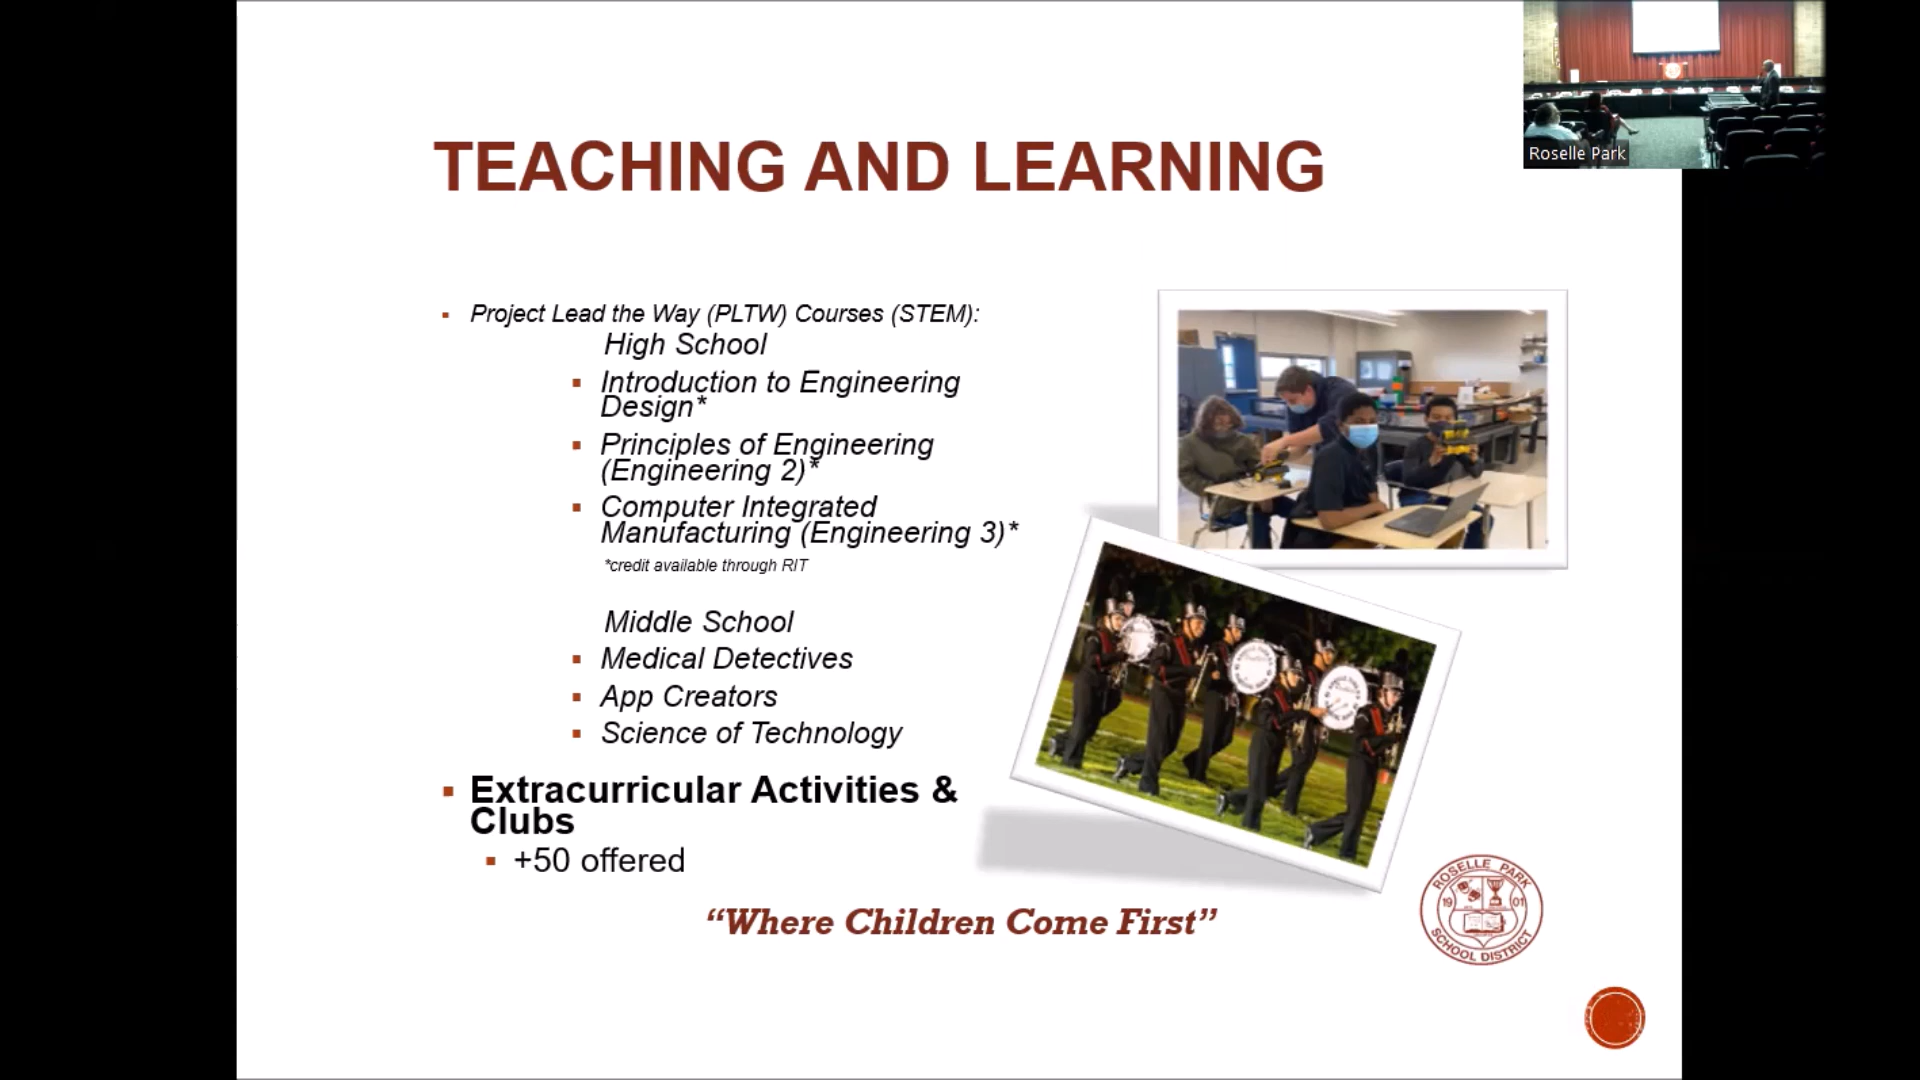 Roselle Park
TEACHING AND LEARNING
Project Lead the Way (PLTW) Courses (STEM):
High School
Introduction to Engineering
Design*
Principles of Engineering
(Engineering 2)*
Computer Integrated
Manufacturing (Engineering 3)*
*credit available through RIT
Middle School
Medical Detectives
App Creators
Science of Technology
Extracurricular Activities &
Clubs
+50 offered
“Where Children Come First”
ROSELLE PARK
19 01
SCHOOL DISTRICT